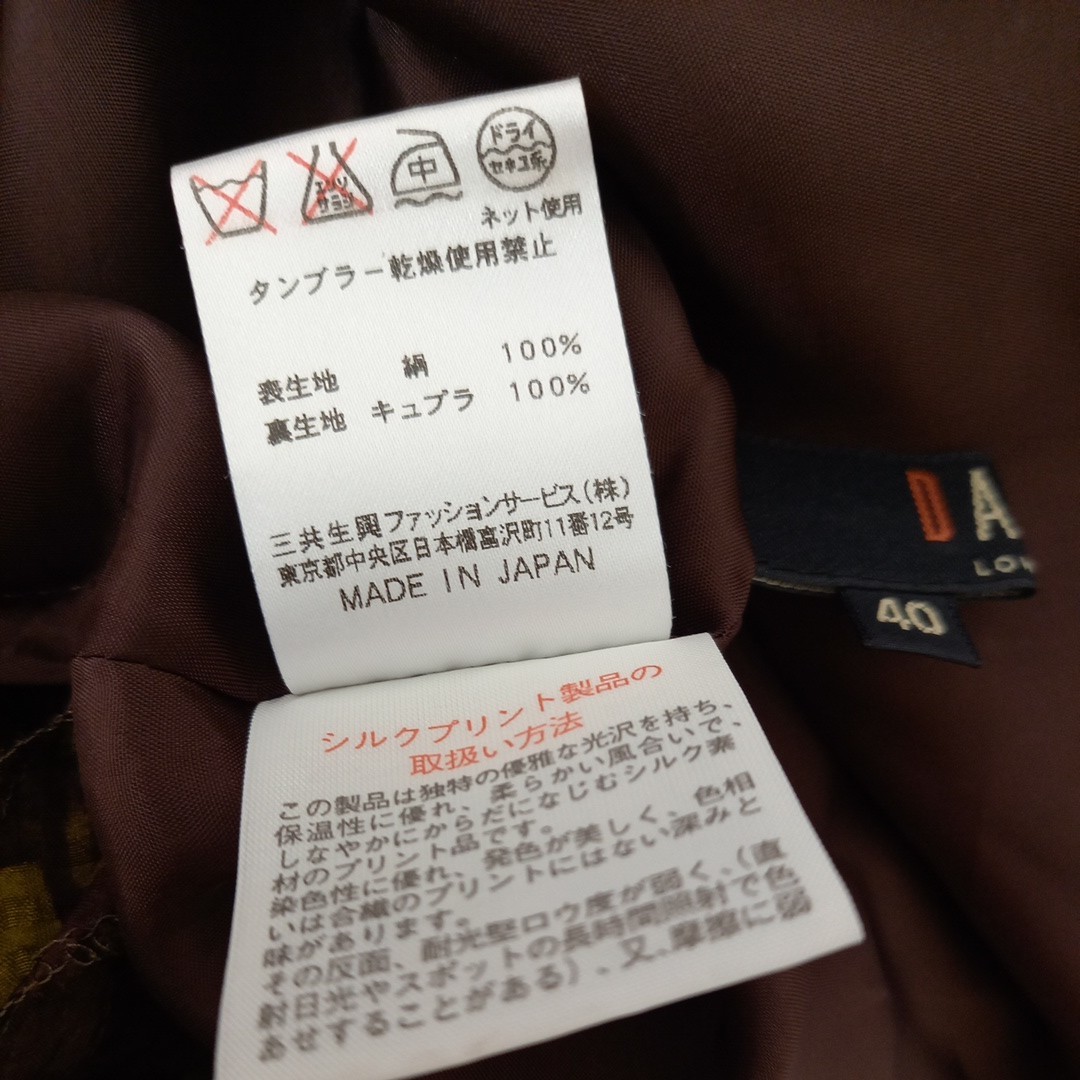 エンソ
サラシ
中
ドライ
セキユ系
ネット使用
タンブラー乾燥使用禁止
表生地 絹 100%
裏生地 キュプラ 100%
三共生興ファッションサービス(株)
東京都中央区日本橋富沢町11番12号
MADE IN JAPAN
DA
LON
40
シルクプリント製品の
取扱い方法
この製品は独特の優雅な光沢を持ち、
保温性に優れ、柔らかい風合いで、
しなやかにからだになじむシルク素
材のプリント品です。
染色性に優れ、発色が美しく、色相
いは合繊のプリントにはない深みと
味があります。
その反面、耐光堅ロウ度が弱く、(直
射日光やスポットの長時間照射で色
あせすることがある)、又、摩擦に弱